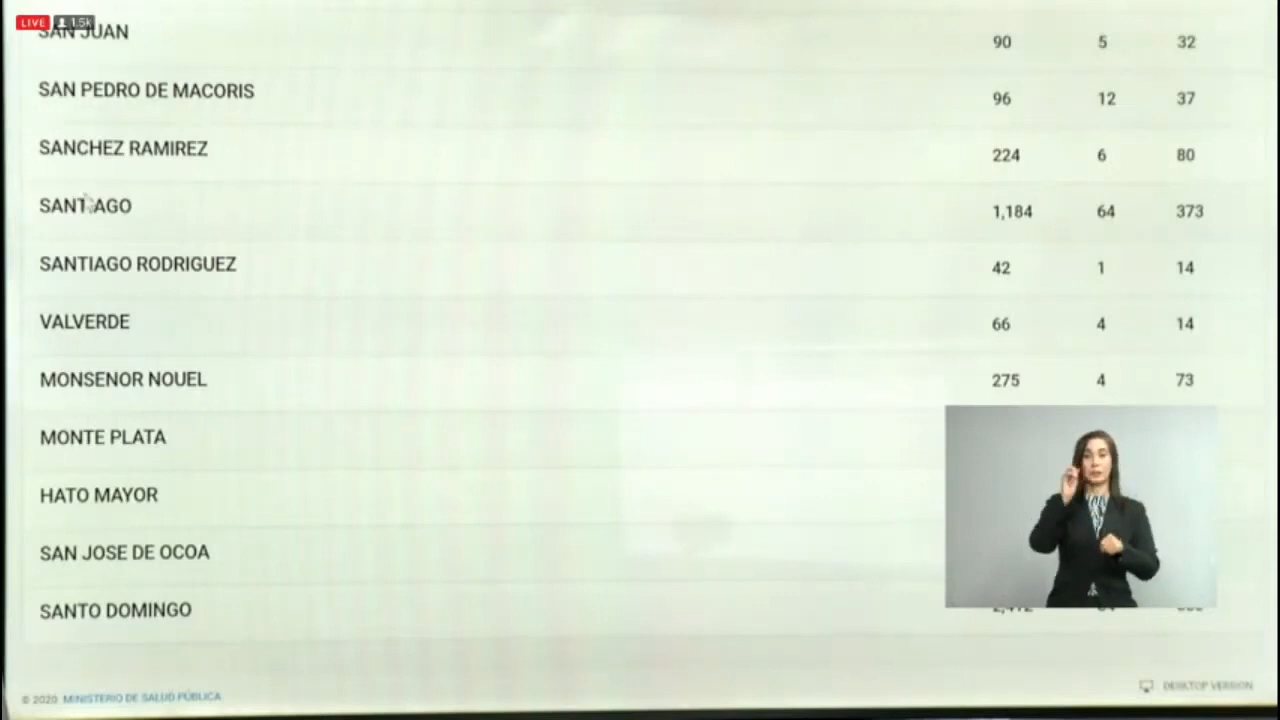 LIVE 1.5k
SAN JUAN 90 5 32
SAN PEDRO DE MACORIS 96 12 37
SANCHEZ RAMIREZ 224 6 80
SANTIAGO 1,184 64 373
SANTIAGO RODRIGUEZ 42 1 14
VALVERDE 66 4 14
MONSENOR NOUEL 275 4 73
MONTE PLATA
HATO MAYOR
SAN JOSE DE OCOA
SANTO DOMINGO
© 2020 MINISTERIO DE SALUD PÚBLICA DESKTOP VERSION